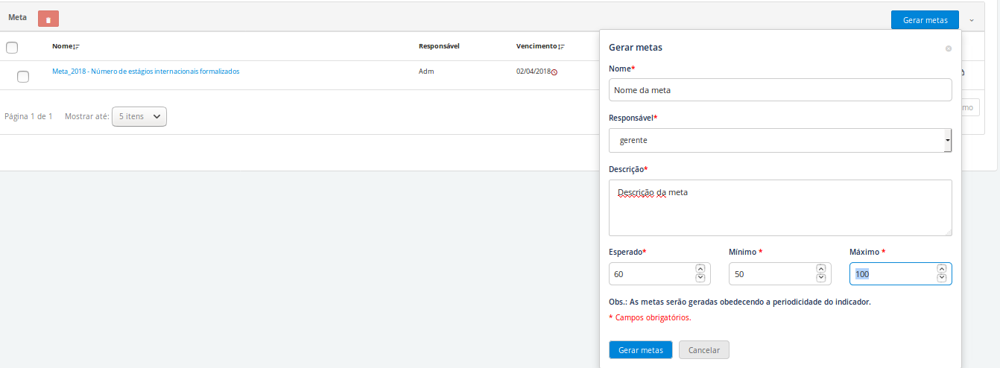 Meta
Gerar metas
Nome
Responsável
Vencimento
Meta_2018 - Número de estágios internacionais formalizados
Adm
02/04/2018
Página 1 de 1
Mostrar até:
5 itens
mo
Gerar metas
Nome*
Nome da meta
Responsável*
gerente
Descrição*
Descrição da meta
Esperado*
Mínimo *
Máximo *
60
50
100
Obs.: As metas serão geradas obedecendo a periodicidade do indicador.
* Campos obrigatórios.
Gerar metas
Cancelar